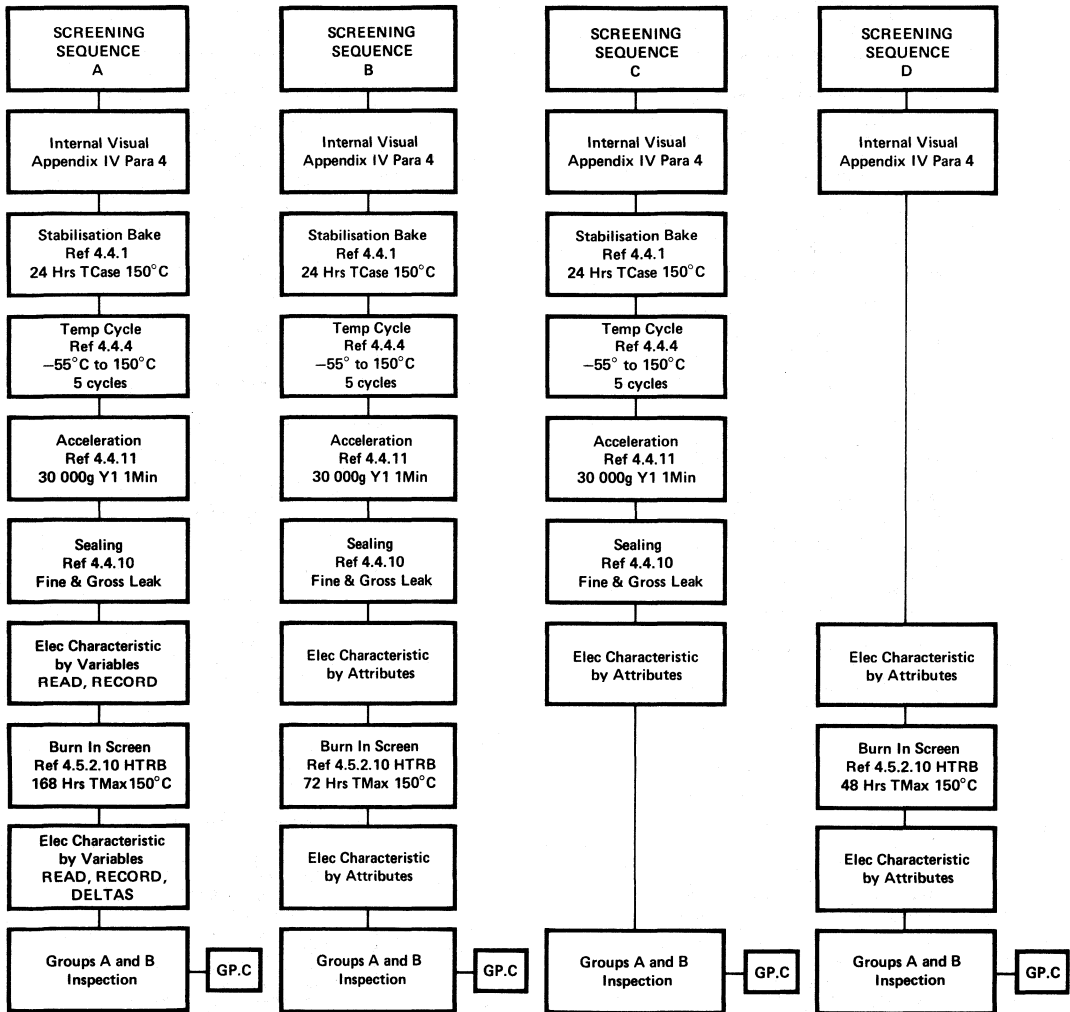 SCREENING
SEQUENCE
A
Internal Visual
Appendix IV Para 4
Stabilisation Bake
Ref 4.4.1
24 Hrs TCase 150°C
Temp Cycle
Ref 4.4.4
−55°C to 150°C
5 cycles
Acceleration
Ref 4.4.11
30 000g Y1 1Min
Sealing
Ref 4.4.10
Fine & Gross Leak
Elec Characteristic
by Variables
READ, RECORD
Burn In Screen
Ref 4.5.2.10 HTRB
168 Hrs TMax 150°C
Elec Characteristic
by Variables
READ, RECORD,
DELTAS
Groups A and B
Inspection
GP.C
SCREENING
SEQUENCE
B
Internal Visual
Appendix IV Para 4
Stabilisation Bake
Ref 4.4.1
24 Hrs TCase 150°C
Temp Cycle
Ref 4.4.4
−55° to 150°C
5 cycles
Acceleration
Ref 4.4.11
30 000g Y1 1Min
Sealing
Ref 4.4.10
Fine & Gross Leak
Elec Characteristic
by Attributes
Burn In Screen
Ref 4.5.2.10 HTRB
72 Hrs TMax 150°C
Elec Characteristic
by Attributes
Groups A and B
Inspection
GP.C
SCREENING
SEQUENCE
C
Internal Visual
Appendix IV Para 4
Stabilisation Bake
Ref 4.4.1
24 Hrs TCase 150°C
Temp Cycle
Ref 4.4.4
−55° to 150°C
5 cycles
Acceleration
Ref 4.4.11
30 000g Y1 1Min
Sealing
Ref 4.4.10
Fine & Gross Leak
Elec Characteristic
by Attributes
Groups A and B
Inspection
GP.C
SCREENING
SEQUENCE
D
Internal Visual
Appendix IV Para 4
Elec Characteristic
by Attributes
Burn In Screen
Ref 4.5.2.10 HTRB
48 Hrs TMax 150°C
Elec Characteristic
by Attributes
Groups A and B
Inspection
GP.C